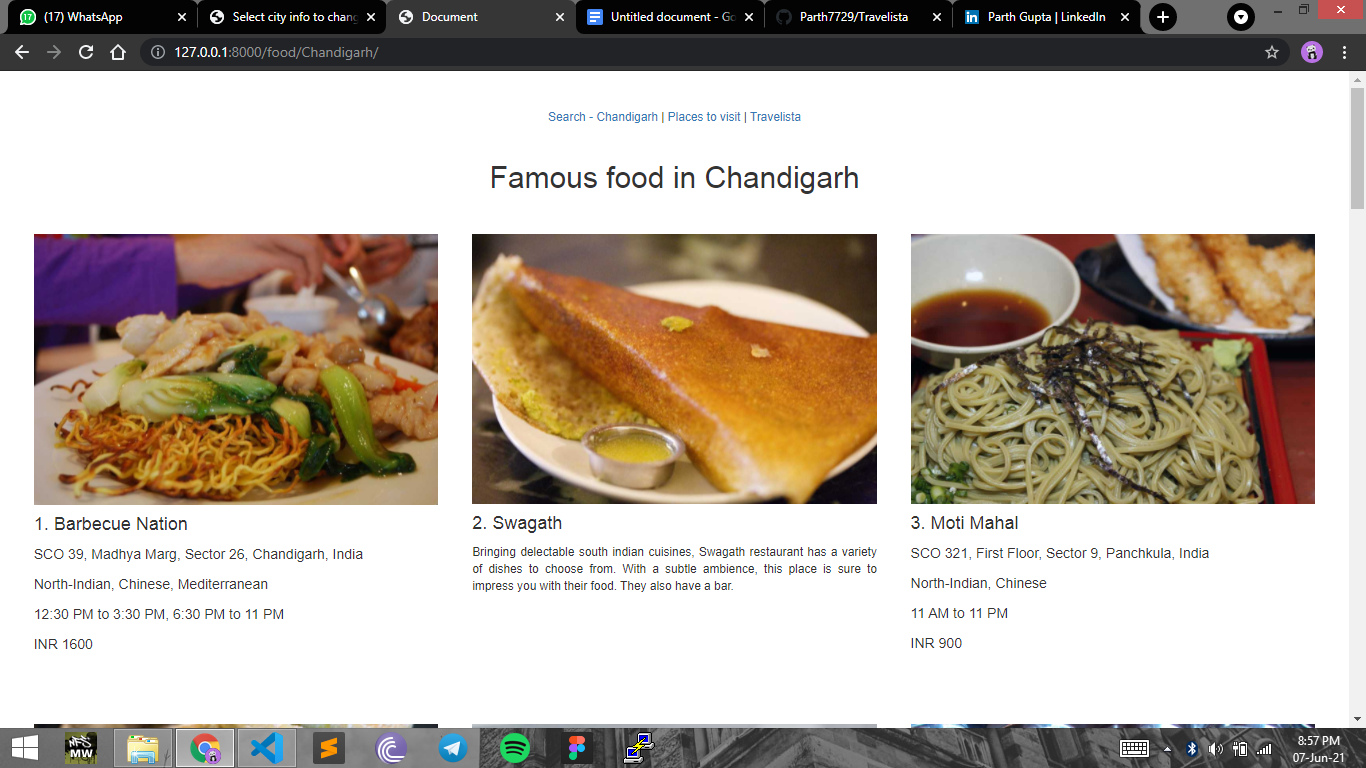 (17) WhatsApp
Select city info to chang
Document
Untitled document - Go
Parth7729/Travelista
Parth Gupta | LinkedIn
127.0.0.1:8000/food/Chandigarh/
Search - Chandigarh | Places to visit | Travelista
Famous food in Chandigarh
1. Barbecue Nation
SCO 39, Madhya Marg, Sector 26, Chandigarh, India
North-Indian, Chinese, Mediterranean
12:30 PM to 3:30 PM, 6:30 PM to 11 PM
INR 1600
2. Swagath
Bringing delectable south indian cuisines, Swagath restaurant has a variety
of dishes to choose from. With a subtle ambience, this place is sure to
impress you with their food. They also have a bar.
3. Moti Mahal
SCO 321, First Floor, Sector 9, Panchkula, India
North-Indian, Chinese
11 AM to 11 PM
INR 900
NFS
MW
8:57 PM
07-Jun-21